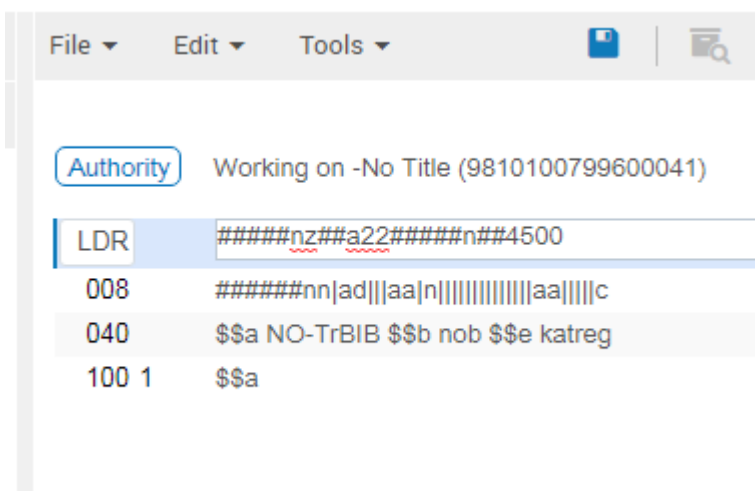 File Edit Tools
Authority Working on -No Title (9810100799600041)
LDR #####nz##a22#####n##4500
008 ######nn|ad|||aa|n||||||||||||||aa|||||c
040 $$a NO-TrBIB $$b nob $$e katreg
100 1 $$a